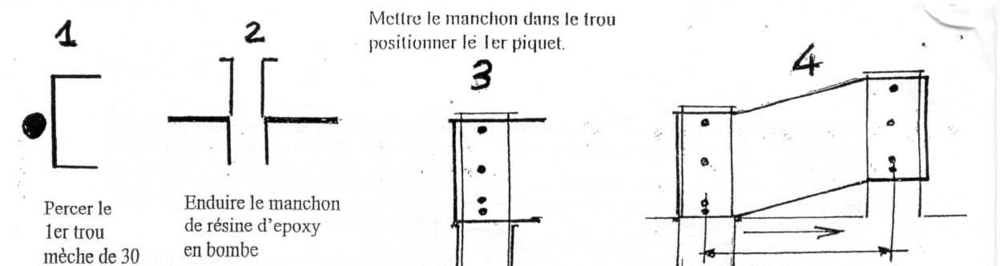 1
Percer le
1er trou
mèche de 30
2
Enduire le manchon
de résine d'epoxy
en bombe
Mettre le manchon dans le trou
positionner le 1er piquet.
3
4